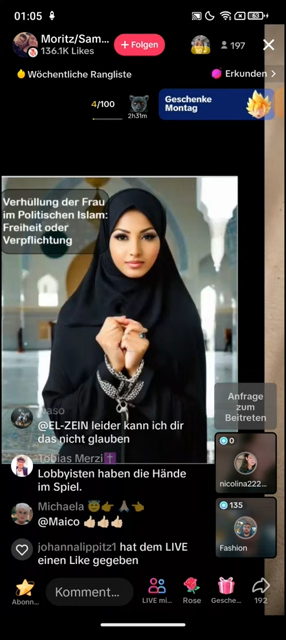 01:05
Moritz/Sam...
136.1K Likes
+ Folgen
197
Wöchentliche Rangliste
Erkunden >
4/100
2h31m
Geschenke
Montag
Verhüllung der Frau
im Politischen Islam:
Freiheit oder
Verpflichtung
@EL-ZEIN leider kann ich dir
das nicht glauben
Tobias Merzi
Lobbyisten haben die Hände
im Spiel.
Michaela
@Maico
johannalippitz1 hat dem LIVE
einen Like gegeben
Anfrage
zum
Beitreten
0
nicolina222...
135
Fashion
Abonn...
Komment...
LIVE mi...
Rose
Gesche...
192